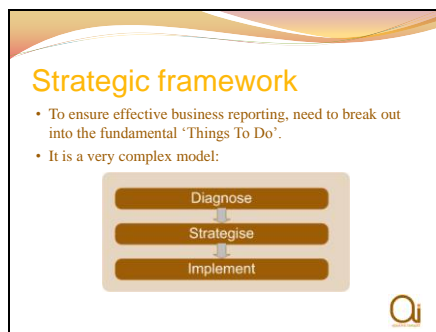 Strategic framework
• To ensure effective business reporting, need to break out
into the fundamental ‘Things To Do’.
• It is a very complex model:
Diagnose
Strategise
Implement